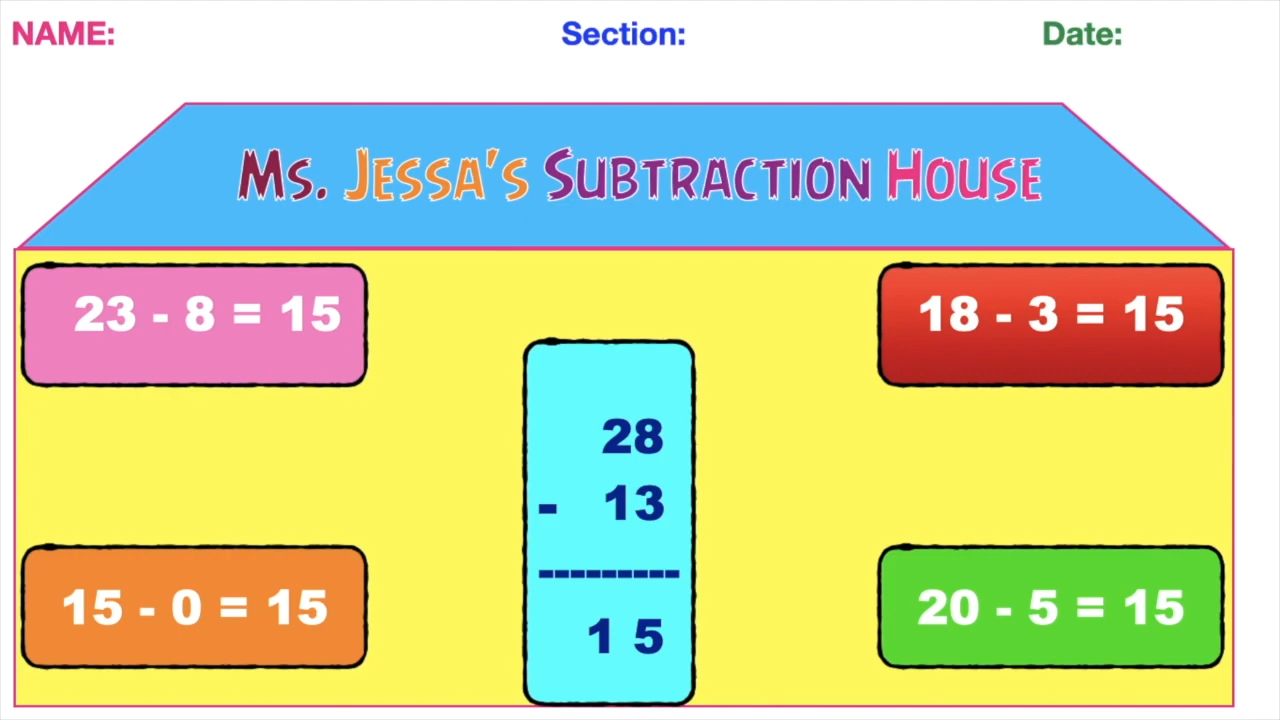 NAME: Section: Date:
Ms. Jessa's Subtraction House
23 - 8 = 15
18 - 3 = 15
28
- 13
---------
1 5
15 - 0 = 15
20 - 5 = 15